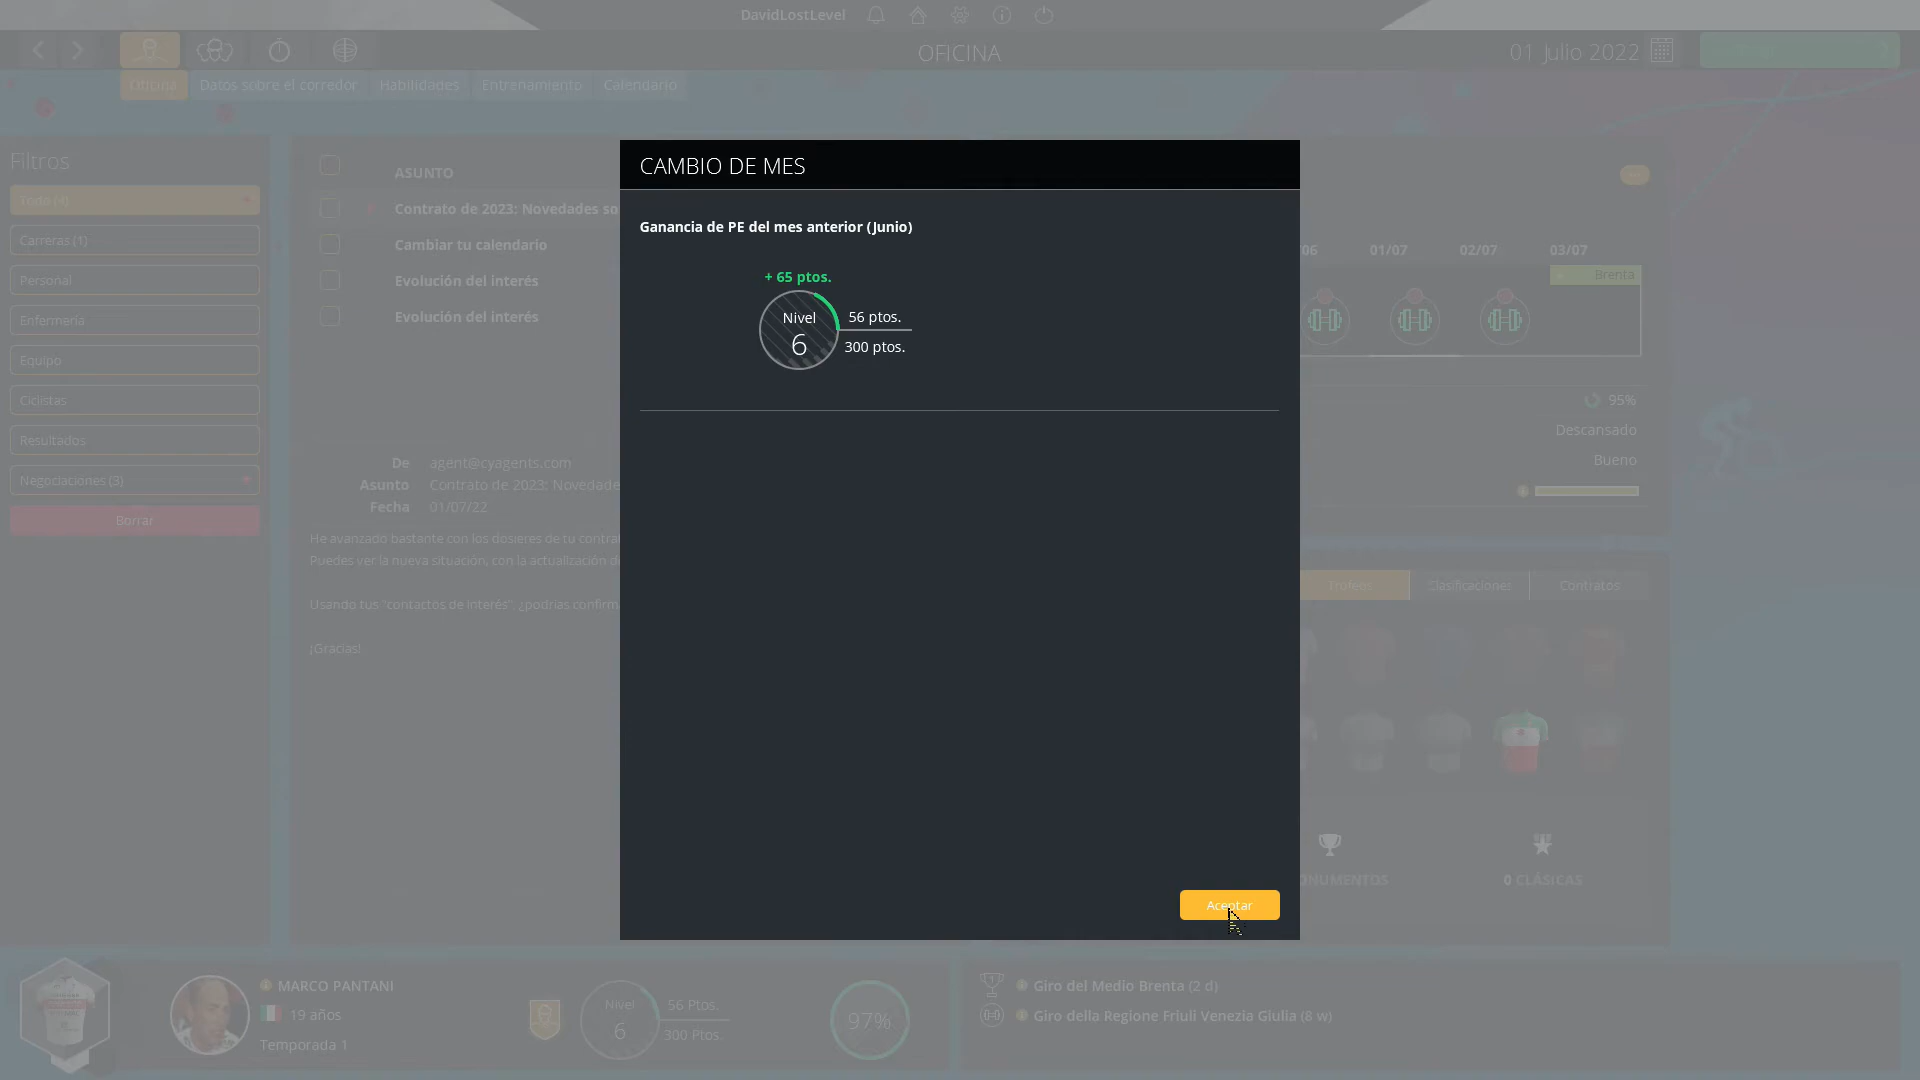 DavidLostLevel
OFICINA
01 Julio 2022
Oficina
Datos sobre el corredor
Habilidades
Entrenamiento
Calendario
Filtros
Todo (4)
Carreras (1)
Personal
Enfermería
Equipo
Ciclistas
Resultados
Negociaciones (3)
Borrar
ASUNTO
Contrato de 2023: Novedades so
Cambiar tu calendario
Evolución del interés
Evolución del interés
De agent@cyagents.com
Asunto Contrato de 2023: Novedade
Fecha 01/07/22
He avanzado bastante con los dosieres de tu contrat
Puedes ver la nueva situación, con la actualización d
Usando tus "contactos de interés", ¿podrías confirm
¡Gracias!
CAMBIO DE MES
Ganancia de PE del mes anterior (Junio)
+ 65 ptos.
Nivel
6
56 ptos.
300 ptos.
Aceptar
/06
01/07
02/07
03/07
Brenta
95%
Descansado
Bueno
Trofeos
Clasificaciones
Contratos
ONUMENTOS
0 CLÁSICAS
MARCO PANTANI
19 años
Temporada 1
Nivel
6
56 Ptos.
300 Ptos.
97%
Giro del Medio Brenta (2 d)
Giro della Regione Friuli Venezia Giulia (8 w)